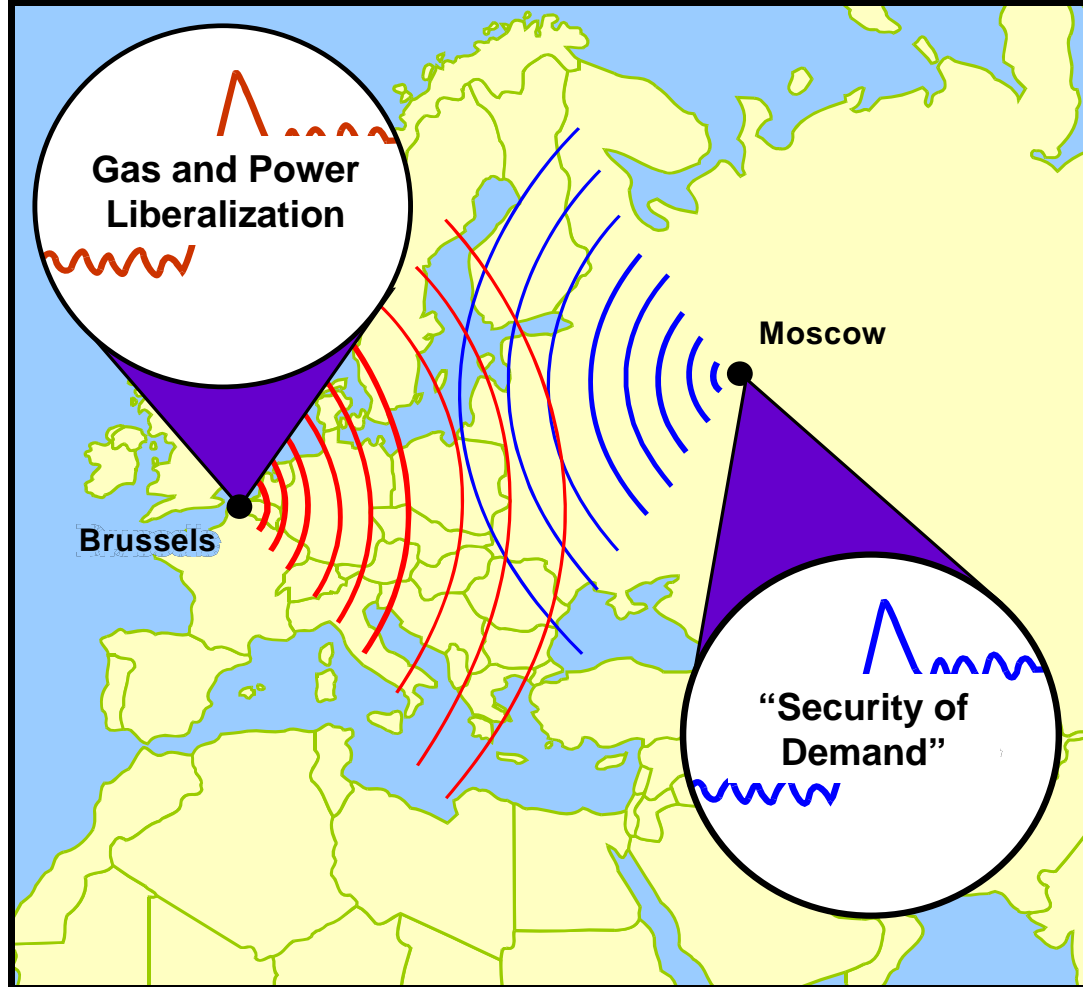 Gas and Power
Liberalization
Moscow
Brussels
“Security of
Demand”